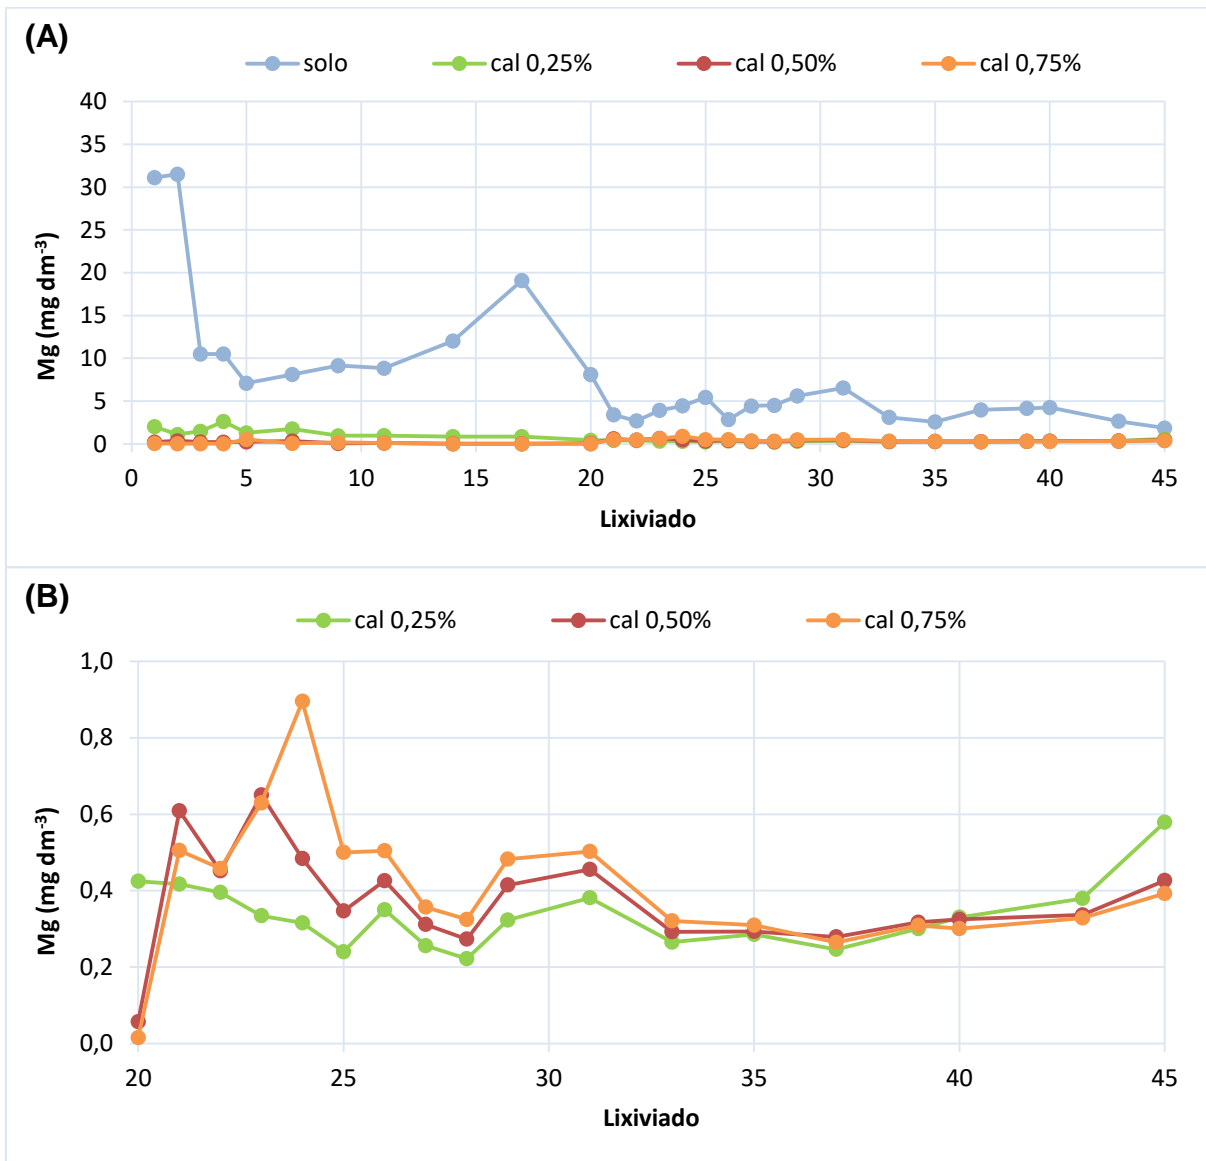 (A)
solo cal 0,25% cal 0,50% cal 0,75%
40
35
30
25
20
15
10
5
0
Mg (mg dm⁻³)
0 5 10 15 20 25 30 35 40 45
Lixiviado
(B)
cal 0,25% cal 0,50% cal 0,75%
1,0
0,8
0,6
0,4
0,2
0,0
Mg (mg dm⁻³)
20 25 30 35 40 45
Lixiviado